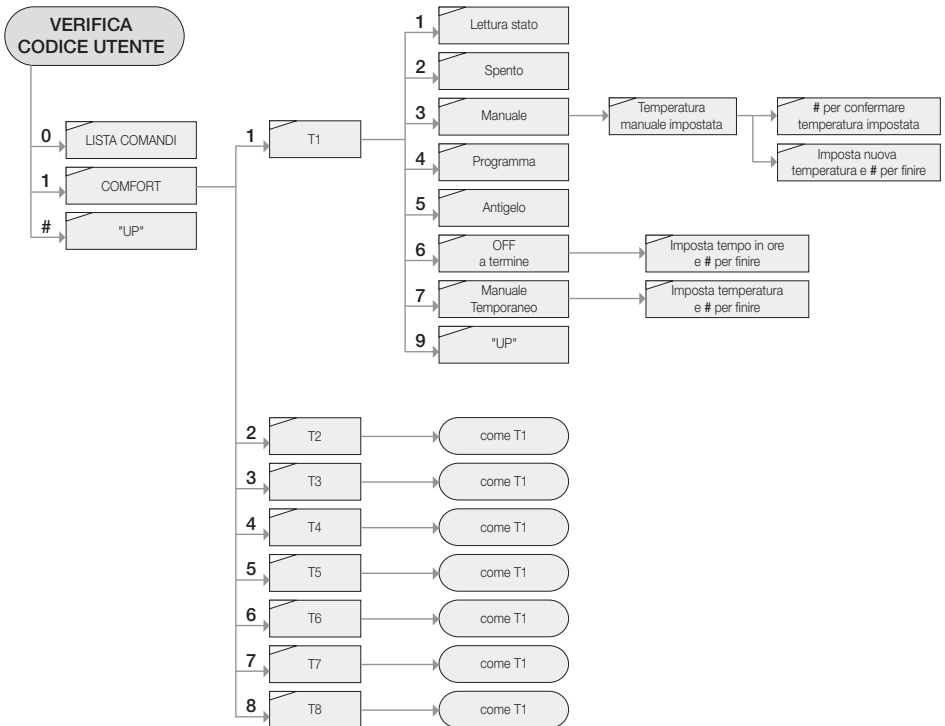 VERIFICA
CODICE UTENTE
0
LISTA COMANDI
1
COMFORT
#
"UP"
1
T1
1
Lettura stato
2
Spento
3
Manuale
Temperatura
manuale impostata
# per confermare
temperatura impostata
Imposta nuova
temperatura e # per finire
4
Programma
5
Antigelo
6
OFF
a termine
Imposta tempo in ore
e # per finire
7
Manuale
Temporaneo
Imposta temperatura
e # per finire
9
"UP"
2
T2
come T1
3
T3
come T1
4
T4
come T1
5
T5
come T1
6
T6
come T1
7
T7
come T1
8
T8
come T1